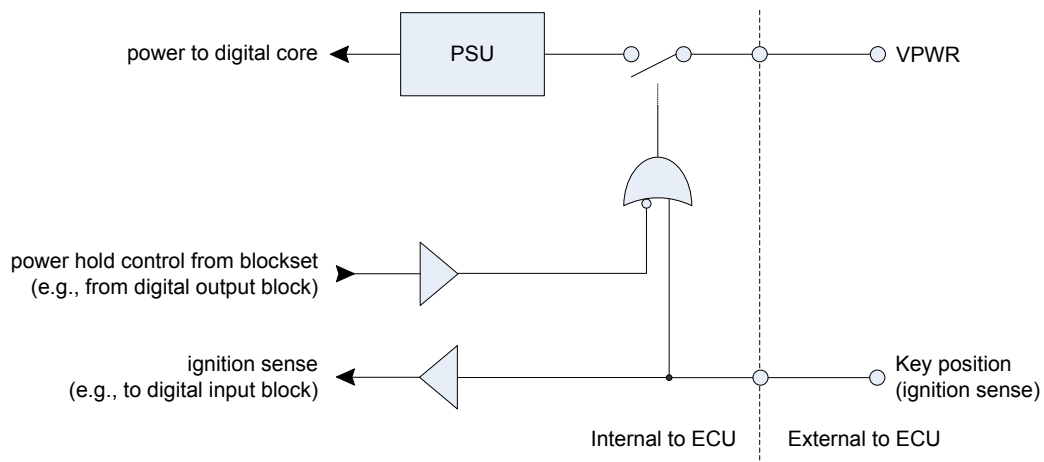 power to digital core
PSU
VPWR
power hold control from blockset
(e.g., from digital output block)
ignition sense
(e.g., to digital input block)
Key position
(ignition sense)
Internal to ECU
External to ECU